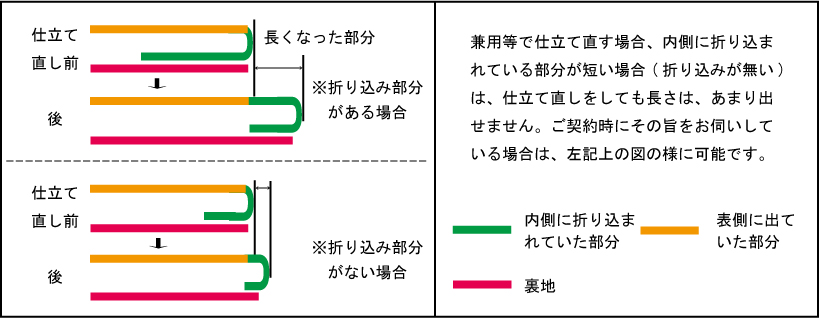 仕立て
直し前
長くなった部分
後
※折り込み部分
がある場合
仕立て
直し前
後
※折り込み部分
がない場合
兼用等で仕立て直す場合、内側に折り込ま
れている部分が短い場合(折り込みが無い)
は、仕立て直しをしても長さは、あまり出
せません。ご契約時にその旨をお伺いして
いる場合は、左記上の図の様に可能です。
内側に折り込ま
れていた部分
表側に出て
いた部分
裏地